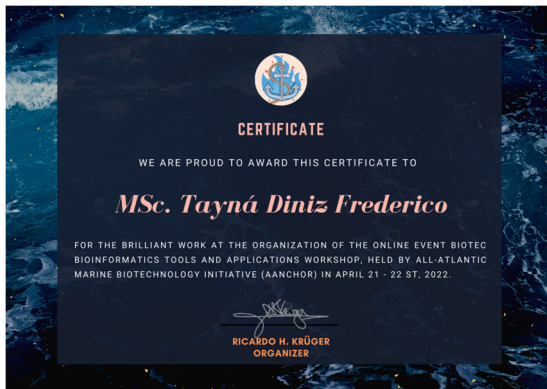 CERTIFICATE
WE ARE PROUD TO AWARD THIS CERTIFICATE TO
MSc. Tayná Diniz Frederico
FOR THE BRILLIANT WORK AT THE ORGANIZATION OF THE ONLINE EVENT BIOTEC
BIOINFORMATICS TOOLS AND APPLICATIONS WORKSHOP, HELD BY ALL-ATLANTIC
MARINE BIOTECHNOLOGY INITIATIVE (AANCHOR) IN APRIL 21 - 22 ST, 2022.
RICARDO H. KRÜGER
ORGANIZER